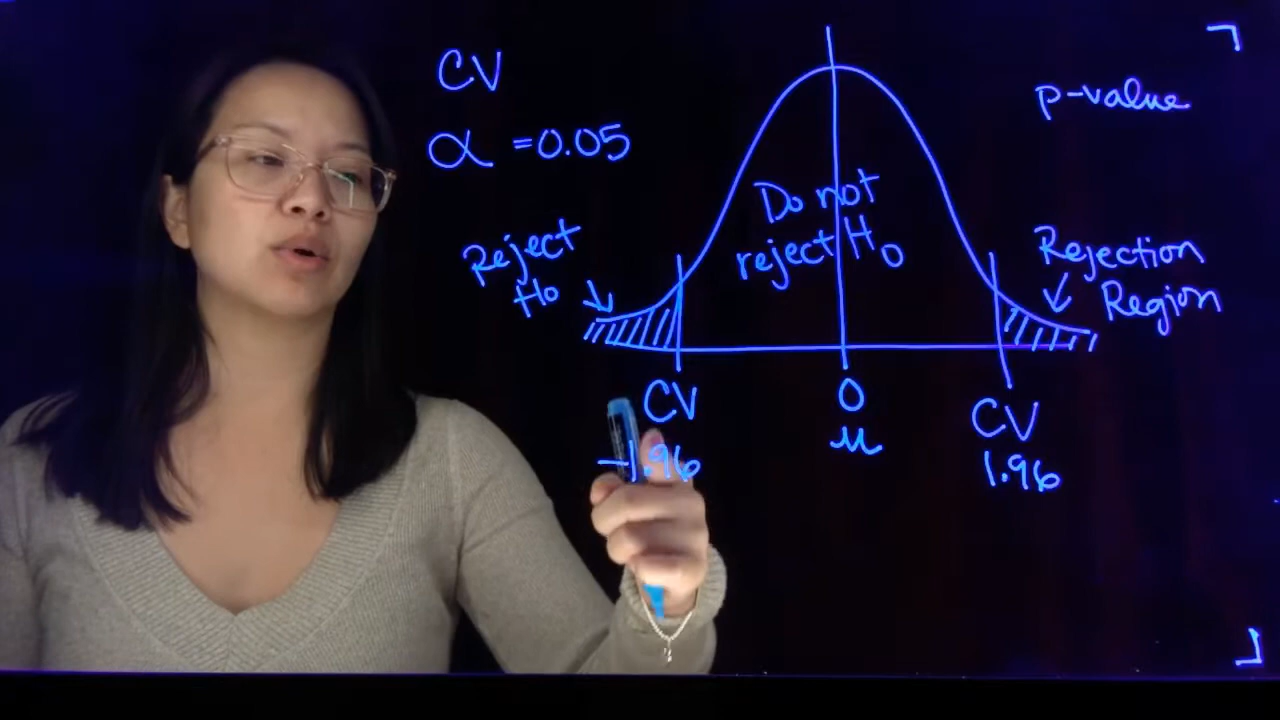 CV
α = 0.05
p-value
Do not
reject H₀
Reject
H₀
Rejection
Region
CV
-1.96
0
μ
CV
1.96